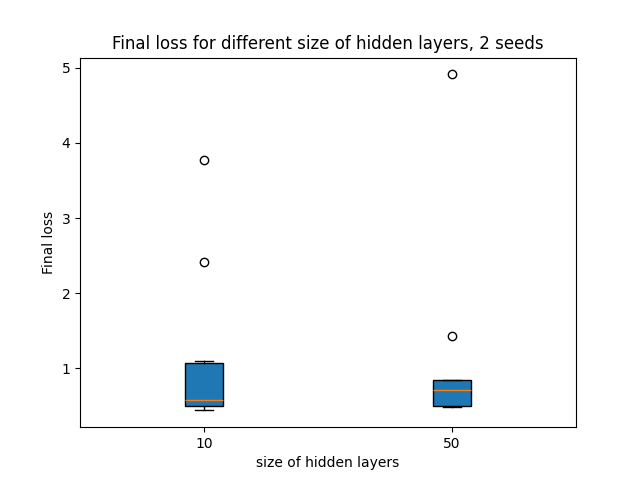 Final loss for different size of hidden layers, 2 seeds
5
4
3
2
1
Final loss
10
50
size of hidden layers